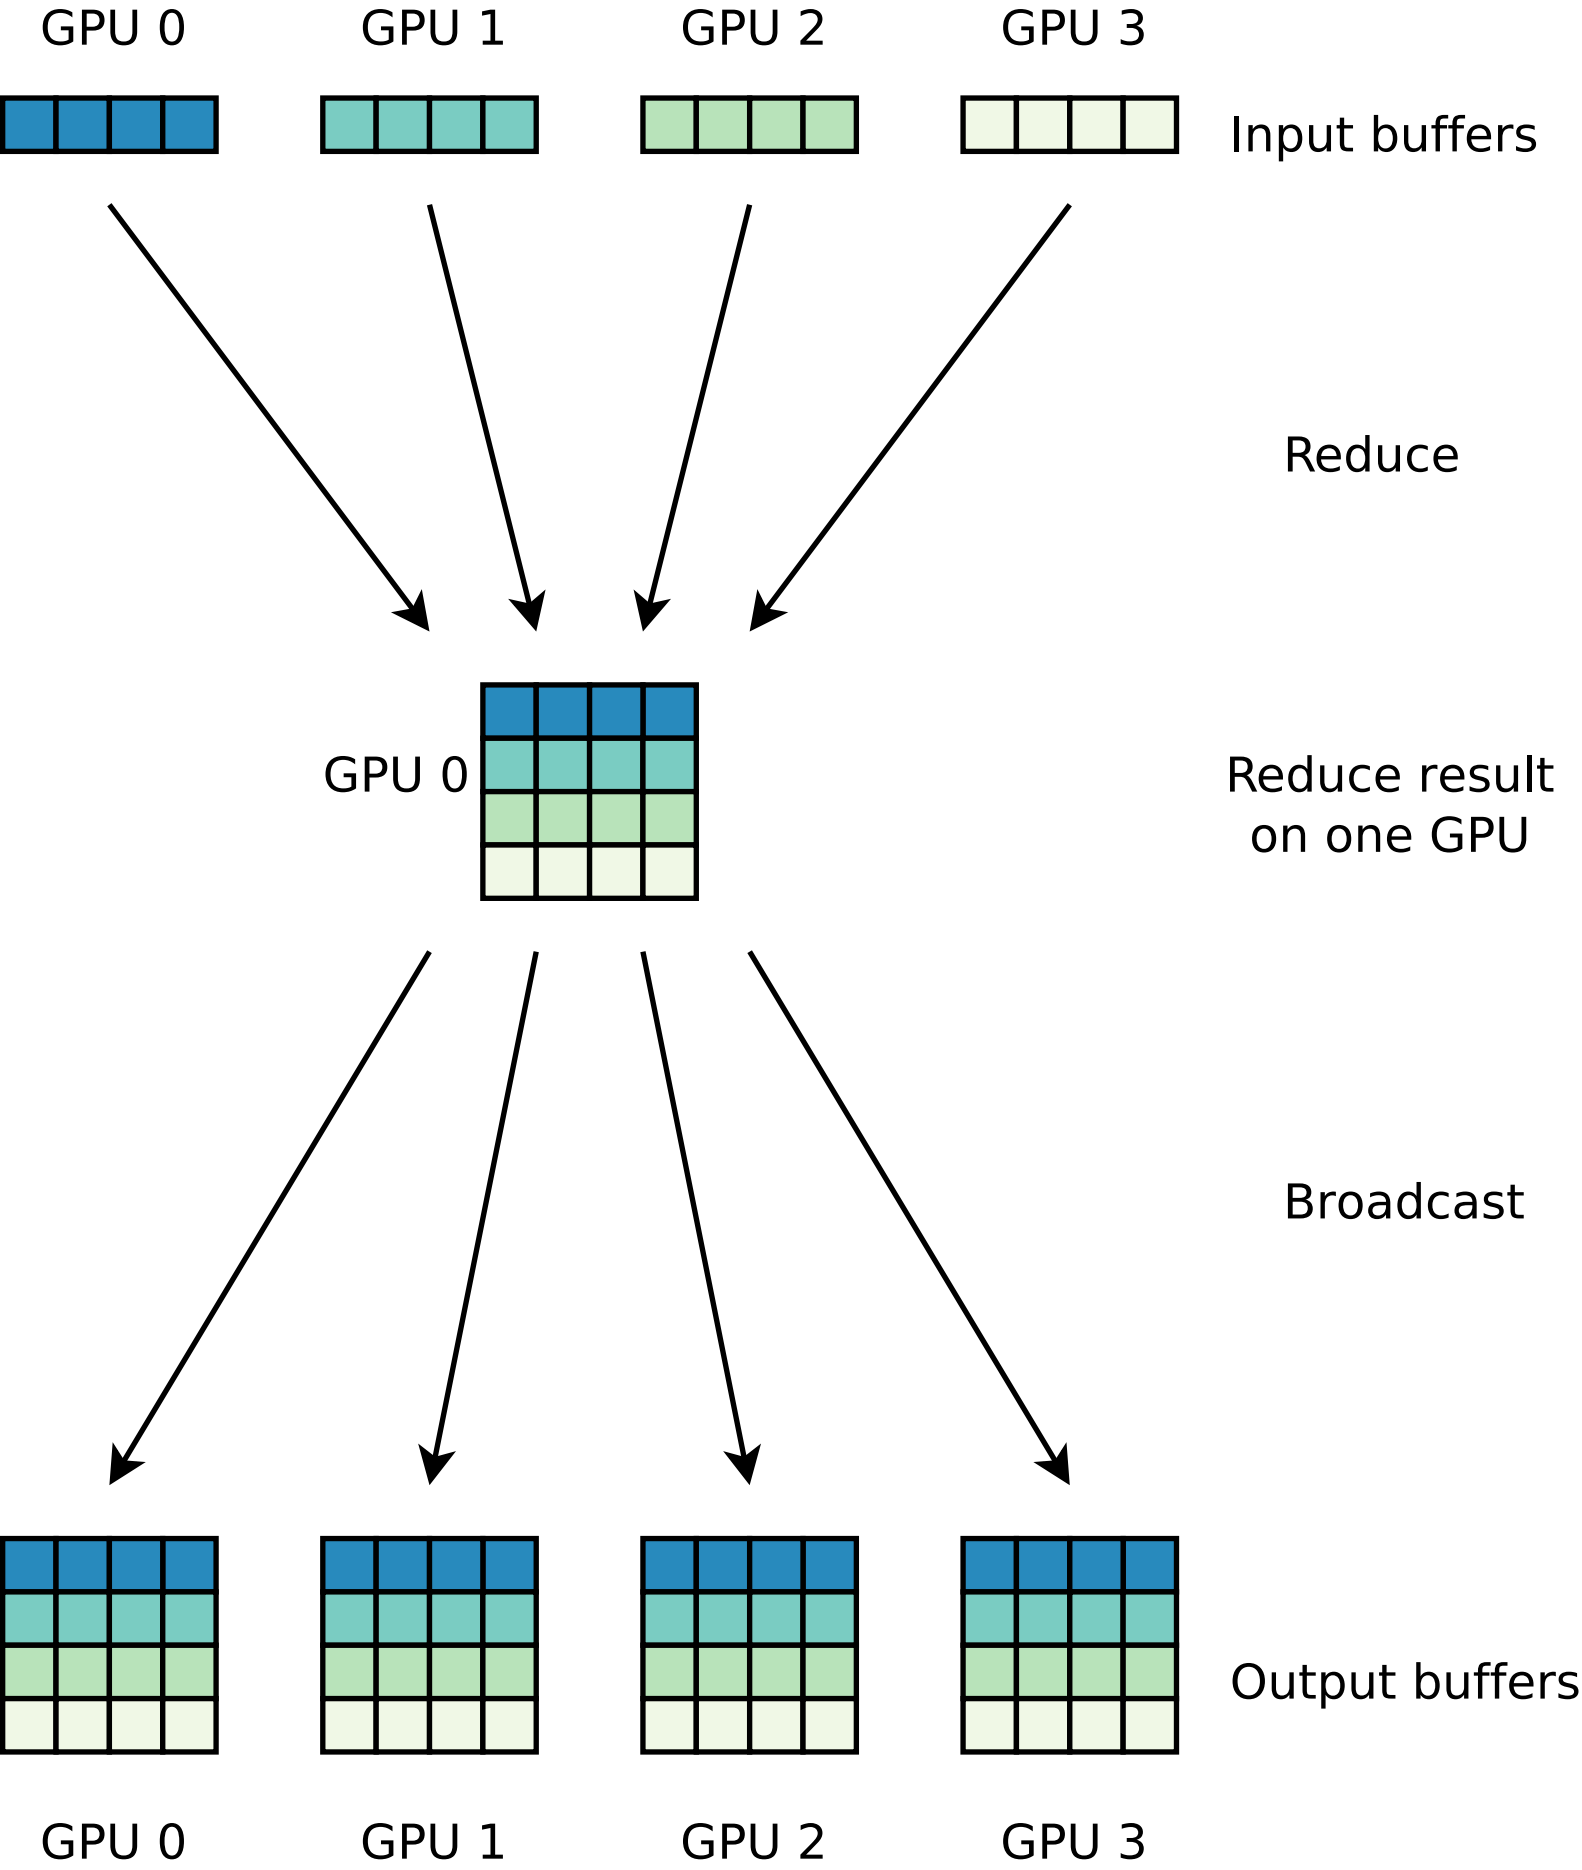 GPU 0
GPU 1
GPU 2
GPU 3
Input buffers
Reduce
GPU 0
Reduce result
on one GPU
Broadcast
Output buffers
GPU 0
GPU 1
GPU 2
GPU 3